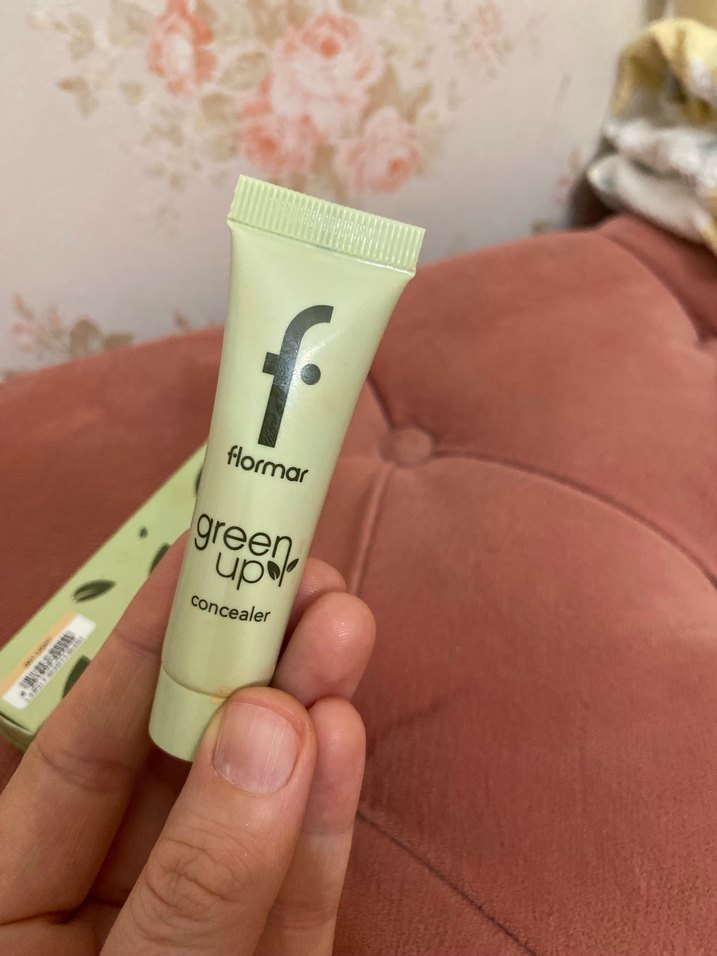 f
flormar
green
up
concealer